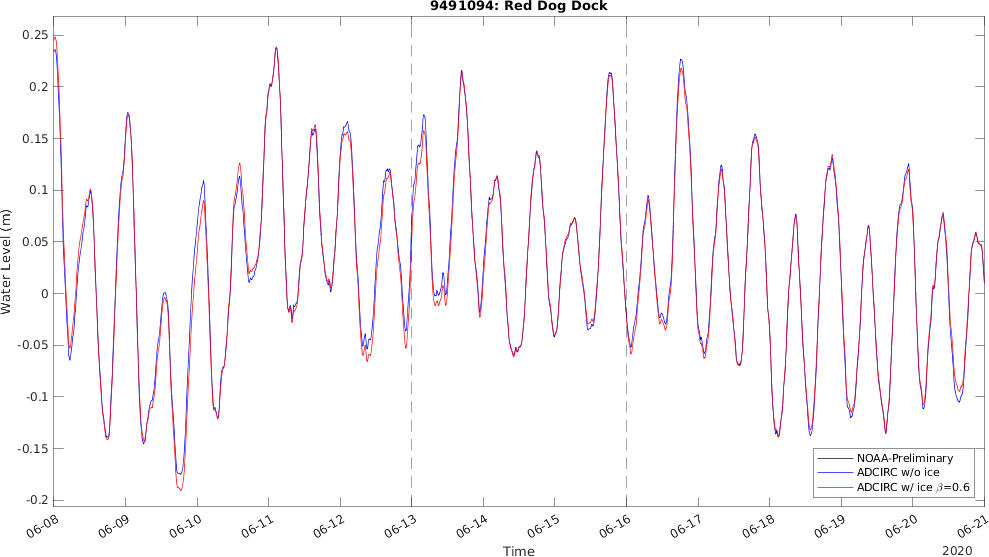 9491094: Red Dog Dock
Water Level (m)
0.25
0.2
0.15
0.1
0.05
0
-0.05
-0.1
-0.15
-0.2
NOAA-Preliminary
ADCIRC w/o ice
ADCIRC w/ ice β=0.6
06-08 06-09 06-10 06-11 06-12 06-13 06-14 06-15 06-16 06-17 06-18 06-19 06-20 06-21
Time
2020